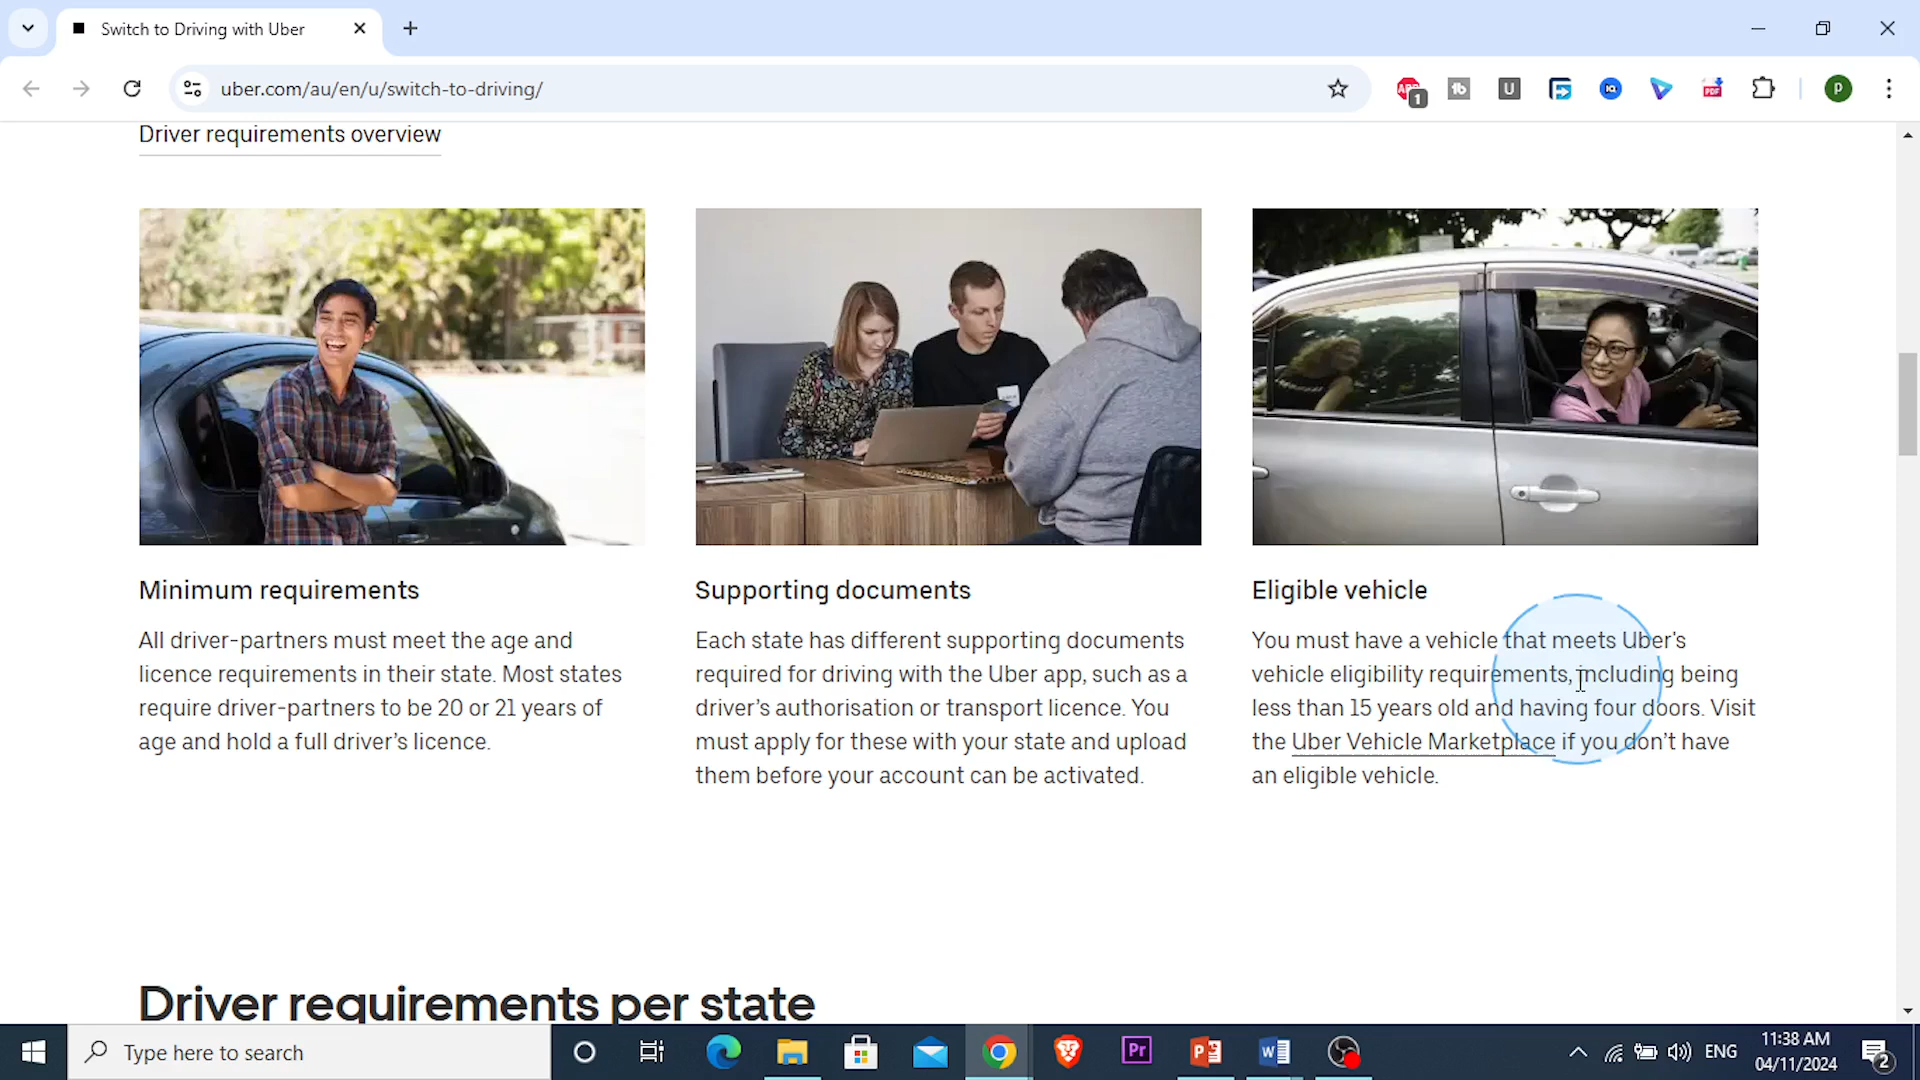 Switch to Driving with Uber
uber.com/au/en/u/switch-to-driving/
ABP
1
tb
U
IQ
PDF
p
Driver requirements overview
Minimum requirements
All driver-partners must meet the age and
licence requirements in their state. Most states
require driver-partners to be 20 or 21 years of
age and hold a full driver's licence.
Supporting documents
Each state has different supporting documents
required for driving with the Uber app, such as a
driver's authorisation or transport licence. You
must apply for these with your state and upload
them before your account can be activated.
Eligible vehicle
You must have a vehicle that meets Uber's
vehicle eligibility requirements, including being
less than 15 years old and having four doors. Visit
the Uber Vehicle Marketplace if you don't have
an eligible vehicle.
Driver requirements per state
Type here to search
Pr
P
W
ENG
11:38 AM
04/11/2024
2